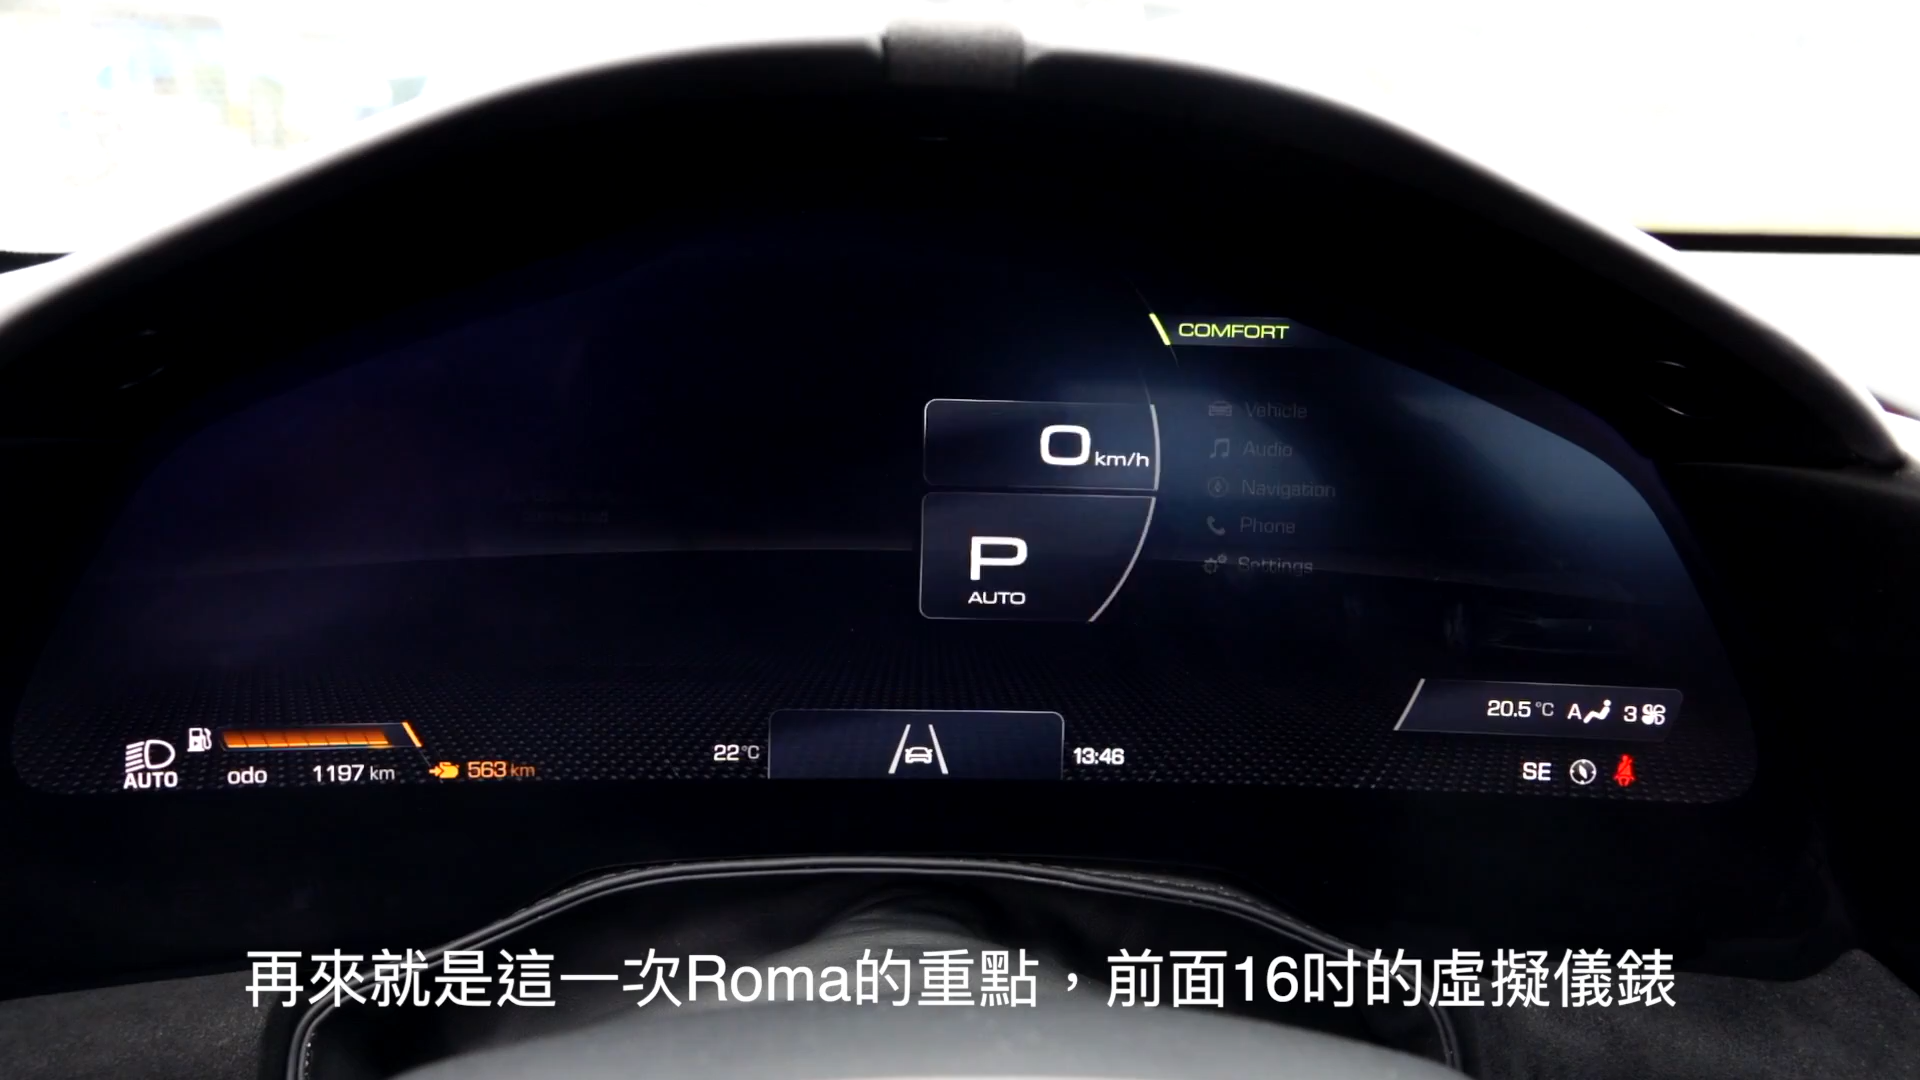 COMFORT
0 km/h
Vehicle
Audio
Navigation
Phone
Settings
P
AUTO
20.5°C A 3
AUTO
odo 1197 km 563 km
22°C
13:46
SE
再來就是這一次Roma的重點，前面16吋的虛擬儀錶